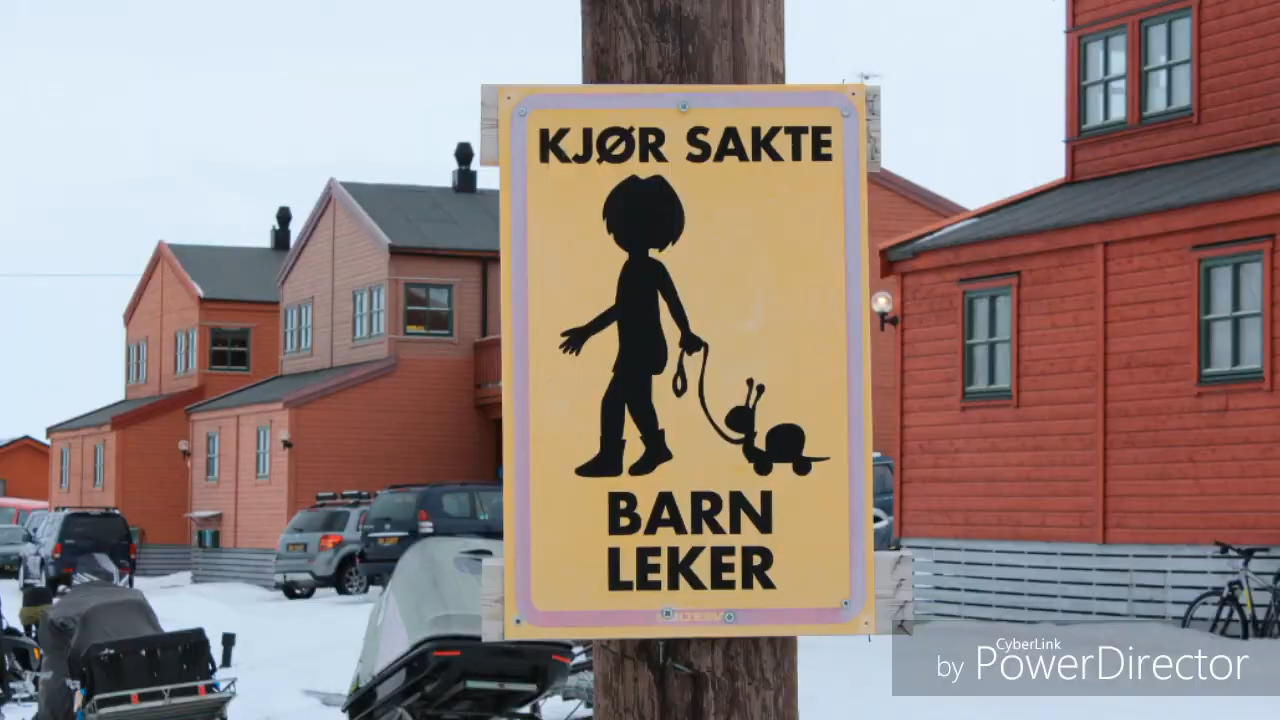 KJØR SAKTE
BARN
LEKER
CyberLink
by PowerDirector